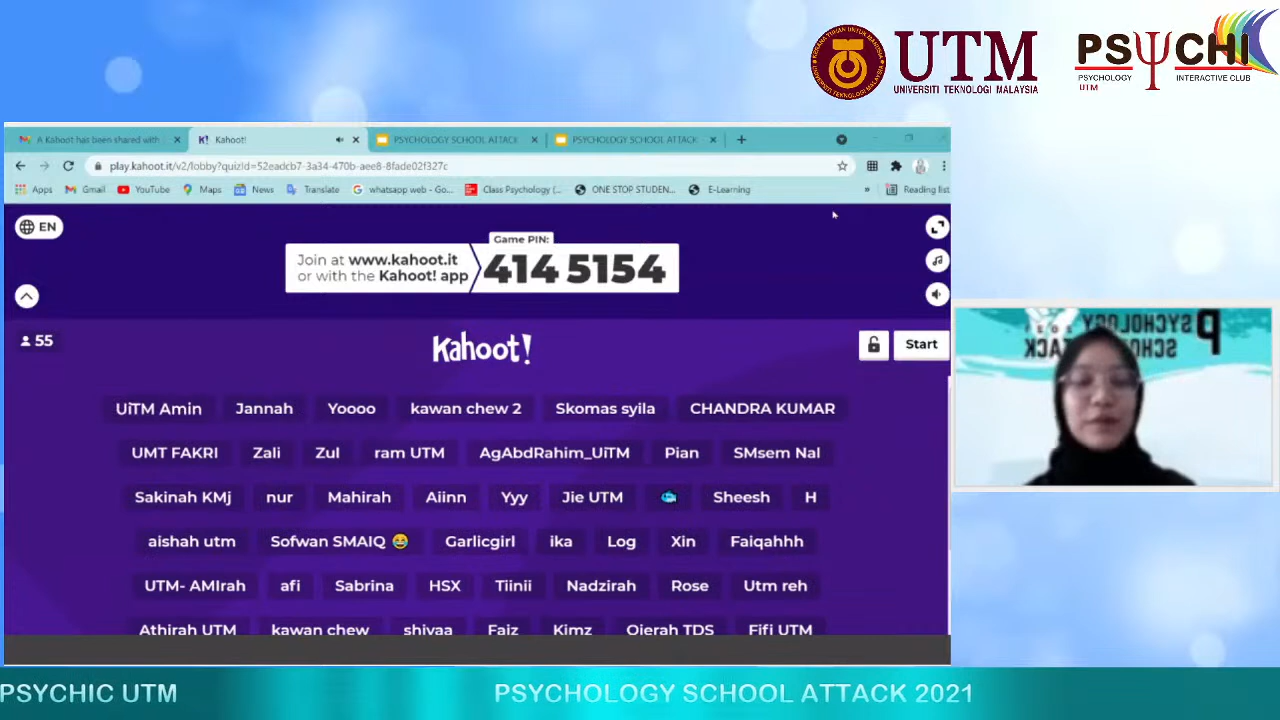 UTM
UNIVERSITI TEKNOLOGI MALAYSIA
PSYCHI
PSYCHOLOGY INTERACTIVE CLUB
UTM
A Kahoot has been shared with
Kahoot!
PSYCHOLOGY SCHOOL ATTACK
PSYCHOLOGY SCHOOL ATTACK
play.kahoot.it/v2/lobby?quizId=52eadcb7-3a34-470b-aee8-8fade02f327c
Apps Gmail YouTube Maps News Translate whatsapp web - Go... Class Psychology (... ONE STOP STUDEN... E-Learning » Reading list
EN
Game PIN:
Join at www.kahoot.it
or with the Kahoot! app
414 5154
55
Kahoot!
Start
UiTM Amin Jannah Yoooo kawan chew 2 Skomas syila CHANDRA KUMAR
UMT FAKRI Zali Zul ram UTM AgAbdRahim_UiTM Pian SMsem Nal
Sakinah KMj nur Mahirah Aiinn Yyy Jie UTM 🐟 Sheesh H
aishah utm Sofwan SMAIQ 😂 Garlicgirl ika Log Xin Faiqahhh
UTM- AMIrah afi Sabrina HSX Tiinii Nadzirah Rose Utm reh
Athirah UTM kawan chew shivaa Faiz Kimz Qierah TDS Fifi UTM
PSYCHOLOGY
SCHOOL
ATTACK
PSYCHIC UTM
PSYCHOLOGY SCHOOL ATTACK 2021